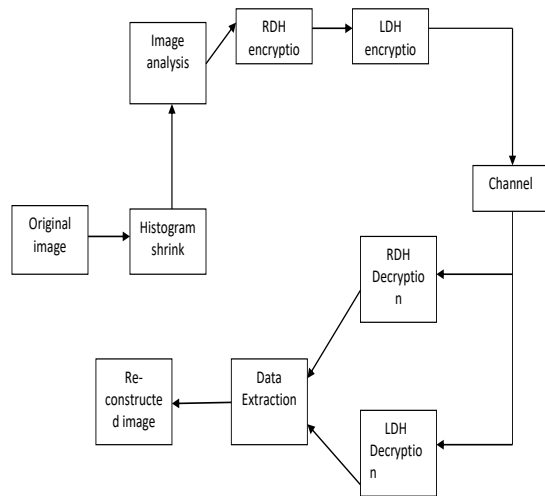 Original
image
Histogram
shrink
Image
analysis
RDH
encryptio
LDH
encryptio
Channel
RDH
Decryptio
n
LDH
Decryptio
n
Data
Extraction
Re-
constructe
d image